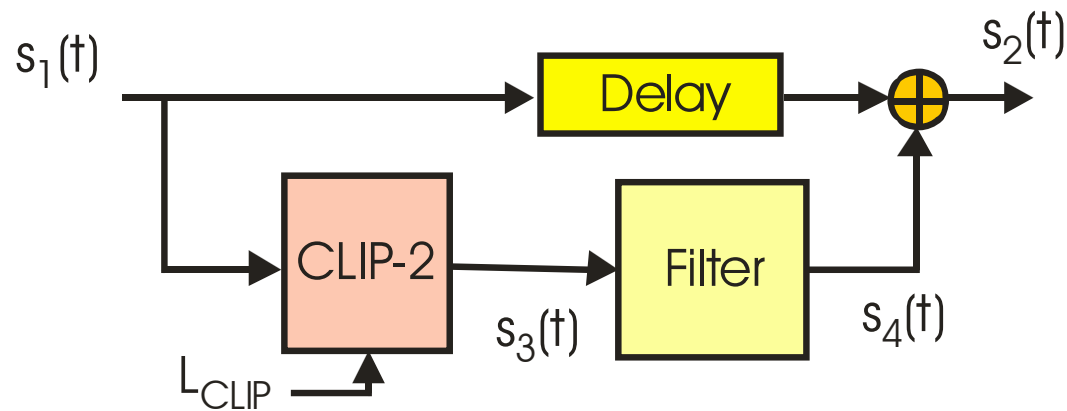 s1(t)
s2(t)
Delay
CLIP-2
Filter
s3(t)
s4(t)
LCLIP